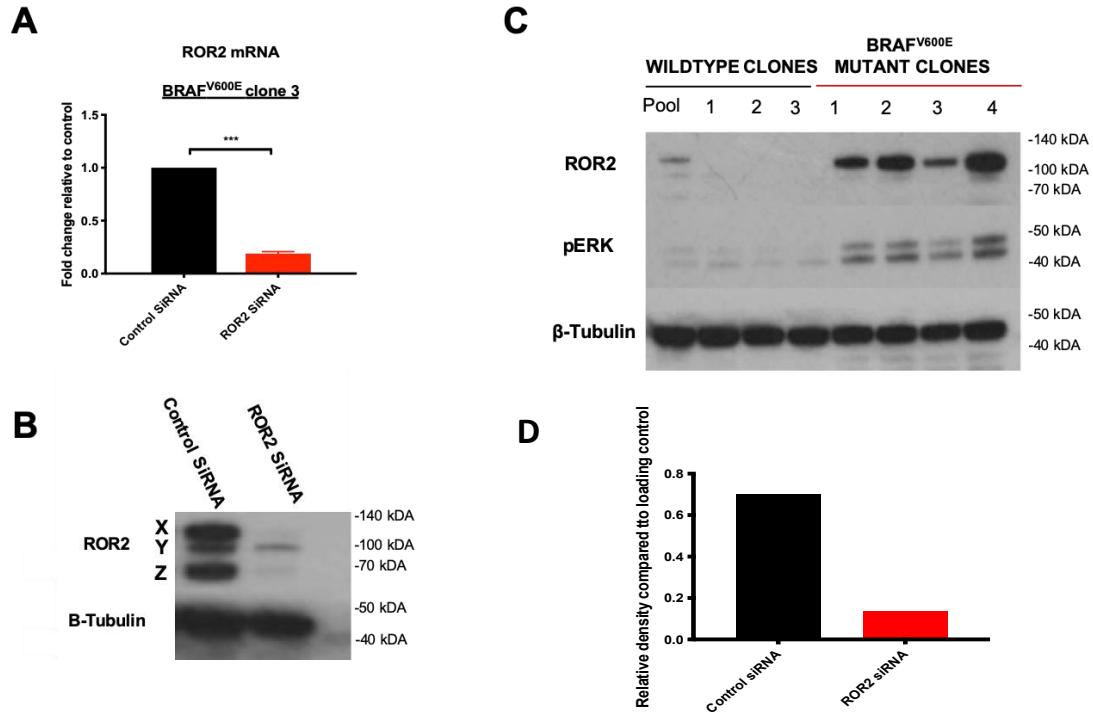 A
ROR2 mRNA
BRAFV600E clone 3
Fold change relative to control
1.5
1.0
0.5
0.0
***
Control SiRNA
ROR2 SiRNA
B
Control SiRNA
ROR2 SiRNA
ROR2
X
Y
Z
B-Tubulin
-140 kDA
-100 kDA
-70 kDA
-50 kDA
-40 kDA
C
WILDTYPE CLONES
BRAFV600E
MUTANT CLONES
Pool 1 2 3 1 2 3 4
ROR2
pERK
β-Tubulin
-140 kDA
-100 kDA
-70 kDA
-50 kDA
-40 kDA
-50 kDA
-40 kDA
D
Relative density compared tto loading control
0.8
0.6
0.4
0.2
0.0
Control siRNA
ROR2 siRNA